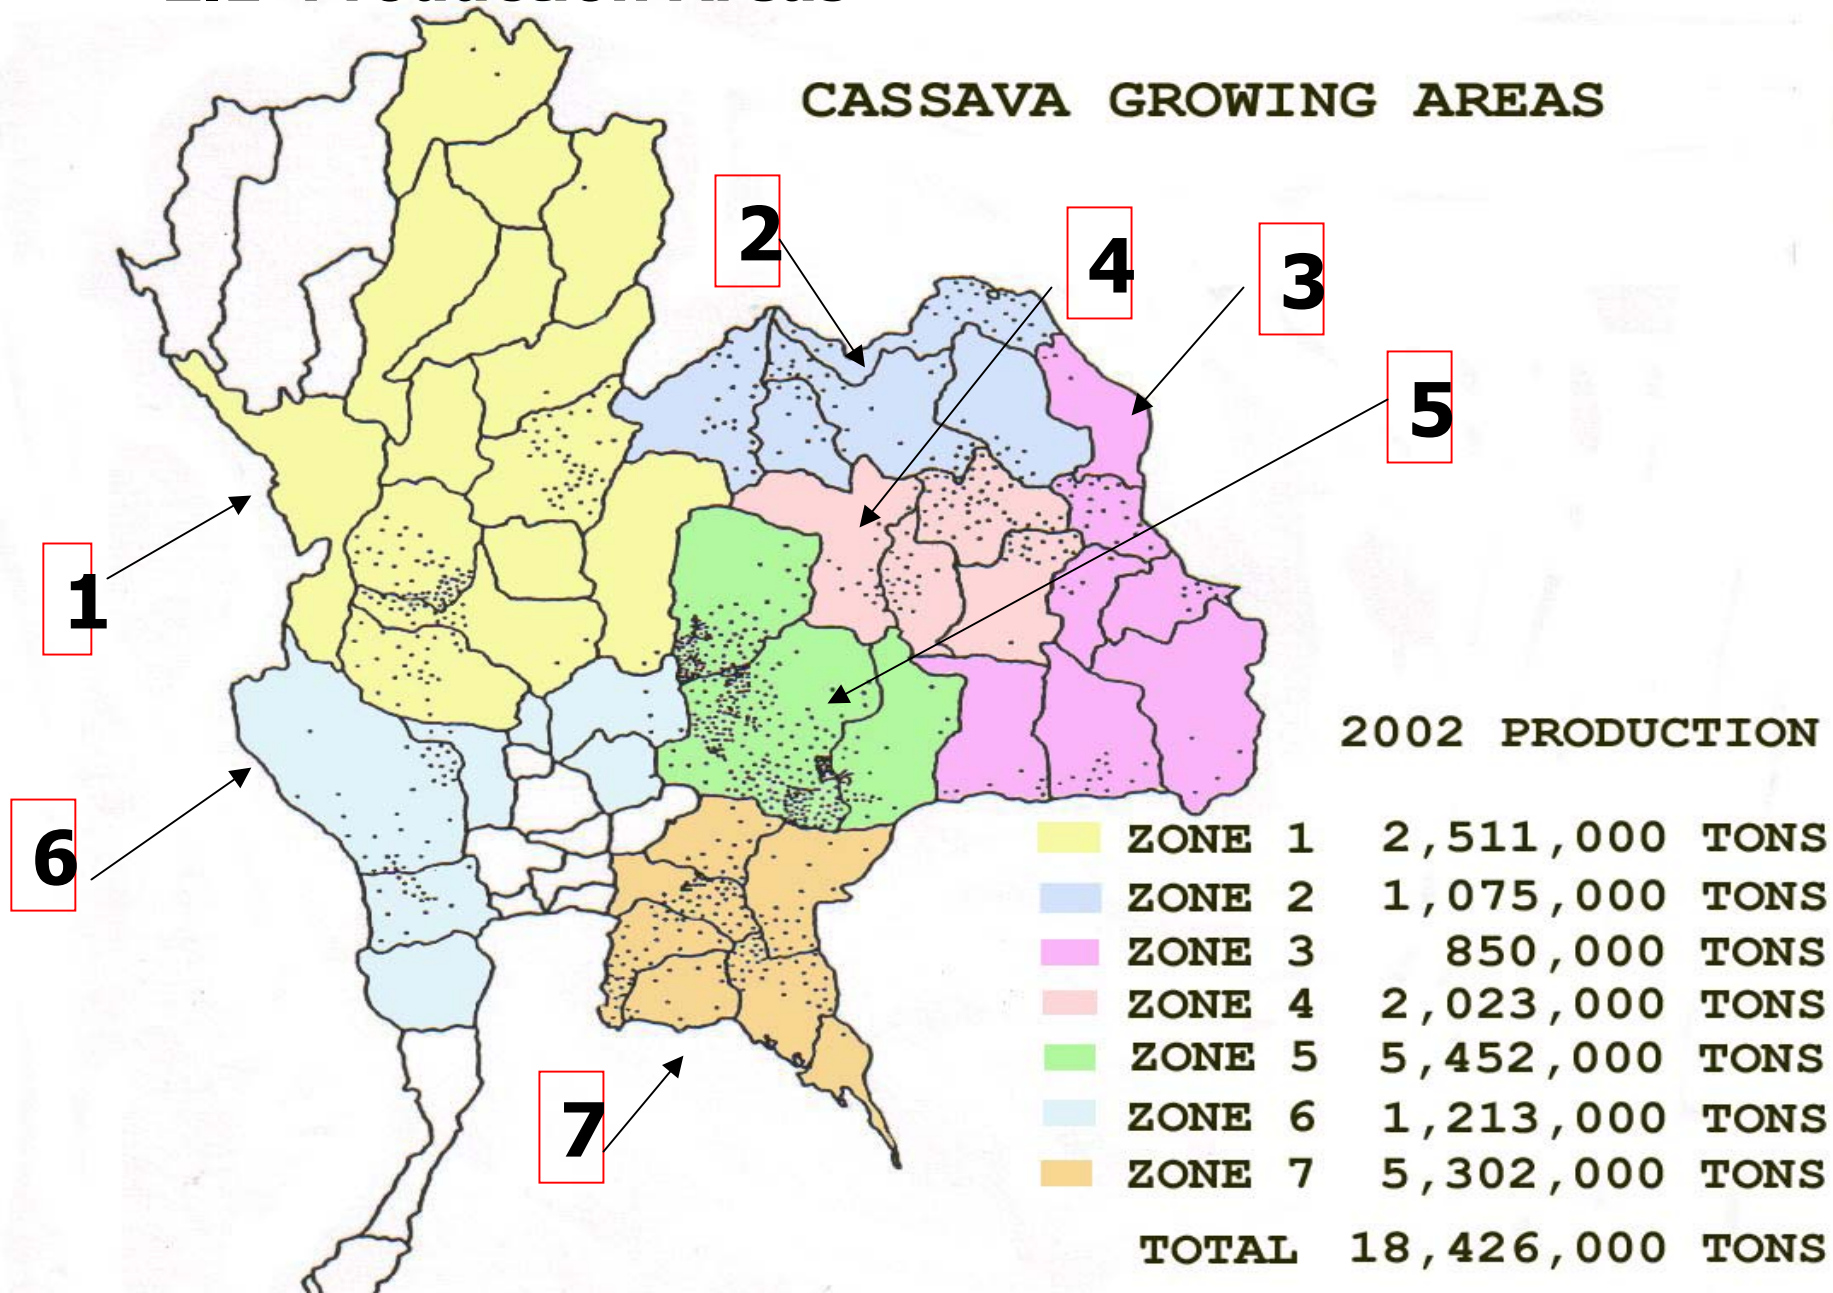 CASSAVA GROWING AREAS
2
4
3
5
1
6
7
2002 PRODUCTION
ZONE 1 2,511,000 TONS
ZONE 2 1,075,000 TONS
ZONE 3 850,000 TONS
ZONE 4 2,023,000 TONS
ZONE 5 5,452,000 TONS
ZONE 6 1,213,000 TONS
ZONE 7 5,302,000 TONS
TOTAL 18,426,000 TONS